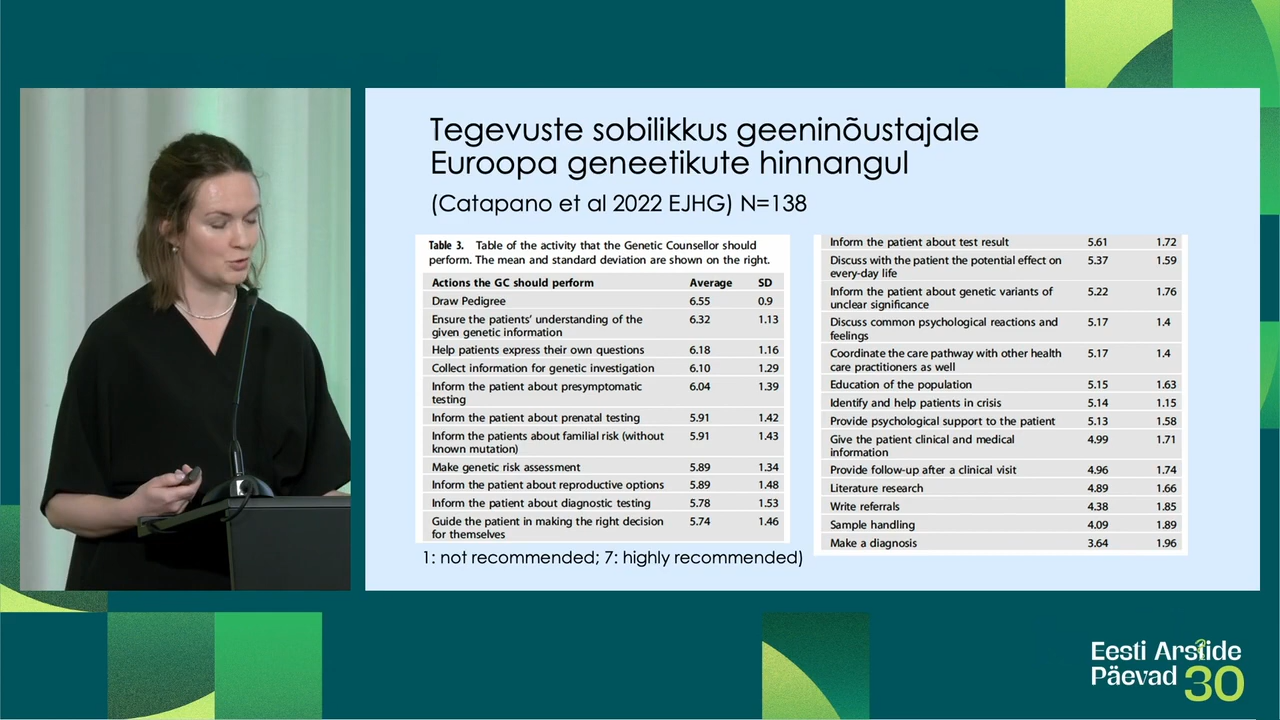 Tegevuste sobilikkus geeninõustajale
Euroopa geneetikute hinnangul
(Catapano et al 2022 EJHG) N=138
Table 3. Table of the activity that the Genetic Counsellor should
perform. The mean and standard deviation are shown on the right.
Actions the GC should perform Average SD
Draw Pedigree 6.55 0.9
Ensure the patients' understanding of the
given genetic information 6.32 1.13
Help patients express their own questions 6.18 1.16
Collect information for genetic investigation 6.10 1.29
Inform the patient about presymptomatic
testing 6.04 1.39
Inform the patient about prenatal testing 5.91 1.42
Inform the patients about familial risk (without
known mutation) 5.91 1.43
Make genetic risk assessment 5.89 1.34
Inform the patient about reproductive options 5.89 1.48
Inform the patient about diagnostic testing 5.78 1.53
Guide the patient in making the right decision
for themselves 5.74 1.46
1: not recommended; 7: highly recommended)
Inform the patient about test result 5.61 1.72
Discuss with the patient the potential effect on
every-day life 5.37 1.59
Inform the patient about genetic variants of
unclear significance 5.22 1.76
Discuss common psychological reactions and
feelings 5.17 1.4
Coordinate the care pathway with other health
care practitioners as well 5.17 1.4
Education of the population 5.15 1.63
Identify and help patients in crisis 5.14 1.15
Provide psychological support to the patient 5.13 1.58
Give the patient clinical and medical
information 4.99 1.71
Provide follow-up after a clinical visit 4.96 1.74
Literature research 4.89 1.66
Write referrals 4.38 1.85
Sample handling 4.09 1.89
Make a diagnosis 3.64 1.96
Eesti Arstide
Päevad 30